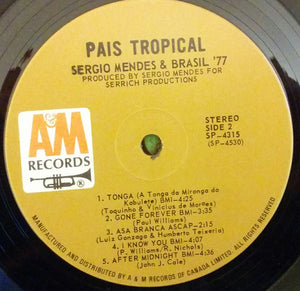 PAIS TROPICAL
SERGIO MENDES & BRASIL '77
PRODUCED BY SERGIO MENDES FOR
SERRICH PRODUCTIONS
A&M
RECORDS
STEREO
SIDE 2
SP-4315
(SP-4530)
1. TONGA (A Tonga da Mironga do
Kabulete) BMI-4:25
(Toquinho & Vinicius de Moráes)
2. GONE FOREVER BMI-3:35
(Paul Williams)
3. ASA BRANCA ASCAP-2:15
(Luiz Gonzaga & Humberto Teixeira)
4. I KNOW YOU BMI-4:07
(P. Williams/R. Nichols)
5. AFTER MIDNIGHT BMI-4:36
(John J. Cale)
MANUFACTURED AND DISTRIBUTED BY A & M RECORDS OF CANADA LIMITED. ALL RIGHTS RESERVED.